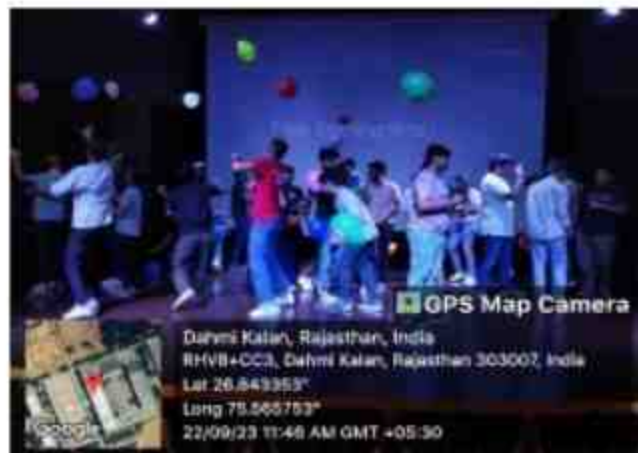 GPS Map Camera
Dahmi Kalan, Rajasthan, India
RHV8+CC3, Dahmi Kalan, Rajasthan 303007, India
Lat 26.843353°
Long 75.565753°
22/09/23 11:46 AM GMT +05:30
Google